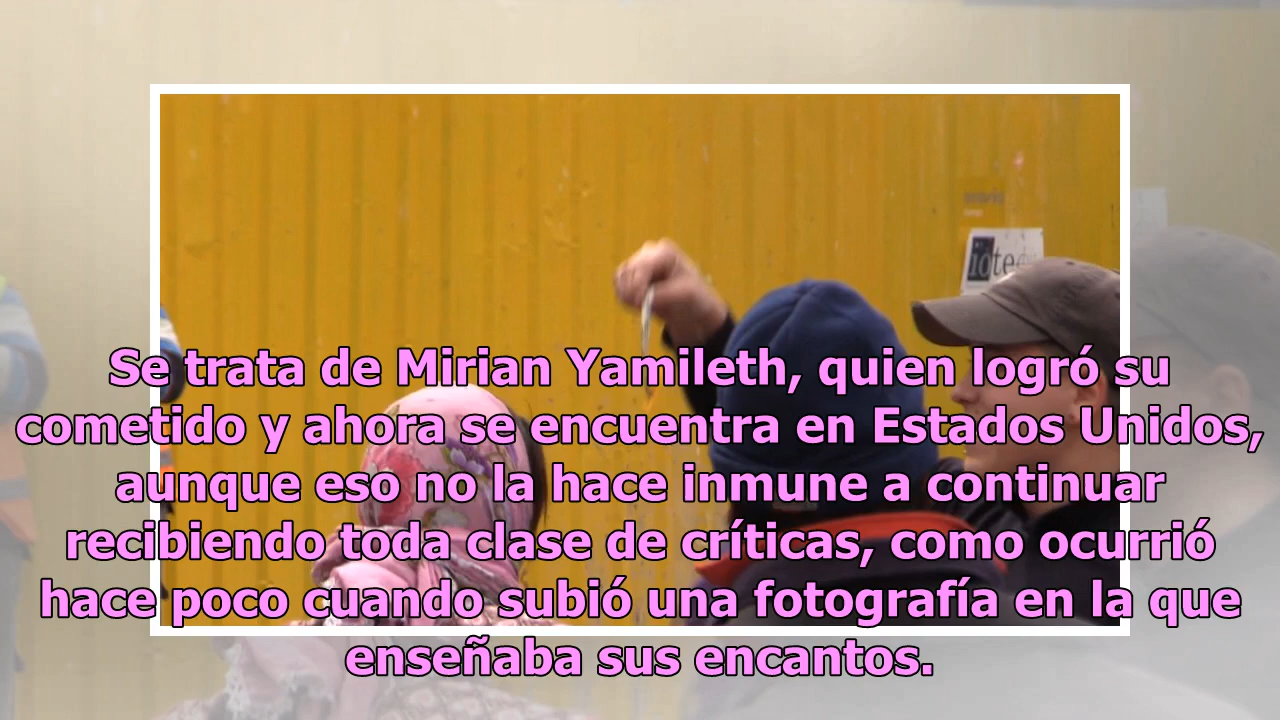 iote
Se trata de Mirian Yamileth, quien logró su
cometido y ahora se encuentra en Estados Unidos,
aunque eso no la hace inmune a continuar
recibiendo toda clase de críticas, como ocurrió
hace poco cuando subió una fotografía en la que
enseñaba sus encantos.